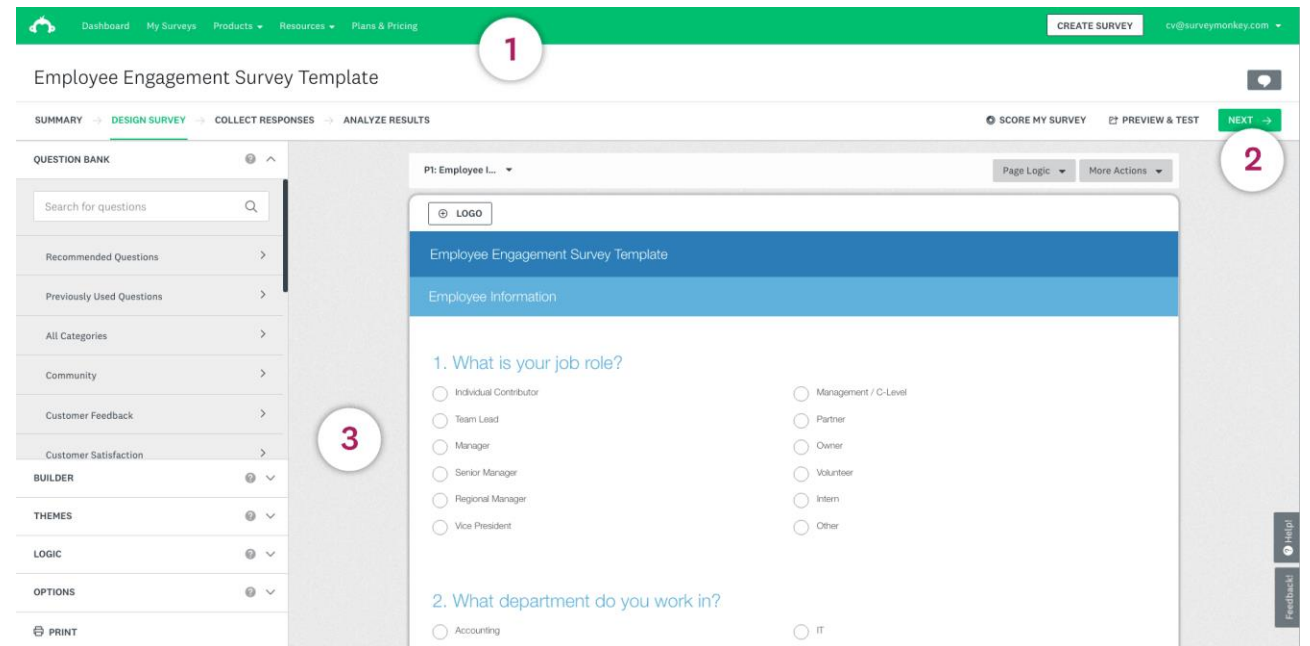 Dashboard My Surveys Products Resources Plans & Pricing CREATE SURVEY cv@surveymonkey.com
1
Employee Engagement Survey Template
SUMMARY → DESIGN SURVEY → COLLECT RESPONSES → ANALYZE RESULTS SCORE MY SURVEY PREVIEW & TEST NEXT →
2
QUESTION BANK
P1: Employee I... Page Logic More Actions
Search for questions
LOGO
Recommended Questions
Employee Engagement Survey Template
Previously Used Questions
Employee Information
All Categories
Community
Customer Feedback
Customer Satisfaction
BUILDER
THEMES
LOGIC
OPTIONS
PRINT
3
1. What is your job role?
Individual Contributor Management / C-Level
Team Lead Partner
Manager Owner
Senior Manager Volunteer
Regional Manager Intern
Vice President Other
2. What department do you work in?
Accounting IT
Help!
Feedback!